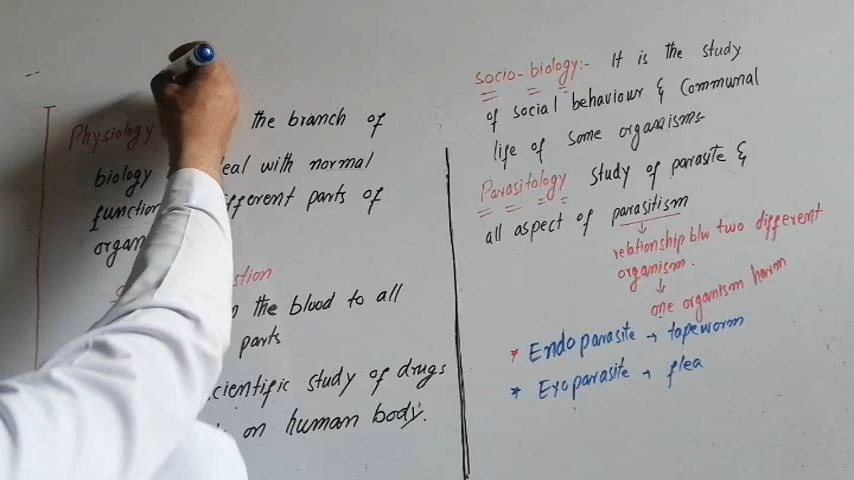 Physiology the branch of
biology deal with normal
function different parts of
organ
stion
the blood to all
parts
cientific study of drugs
on human body.
socio-biology:- It is the study
of social behaviour & Communal
life of some organisms
Parasitology study of parasite &
all aspect of parasitism
↓
relationship b/w two different
organism.
↓
one organism harm
* Endoparasite → tapeworm
* Exoparasite → flea